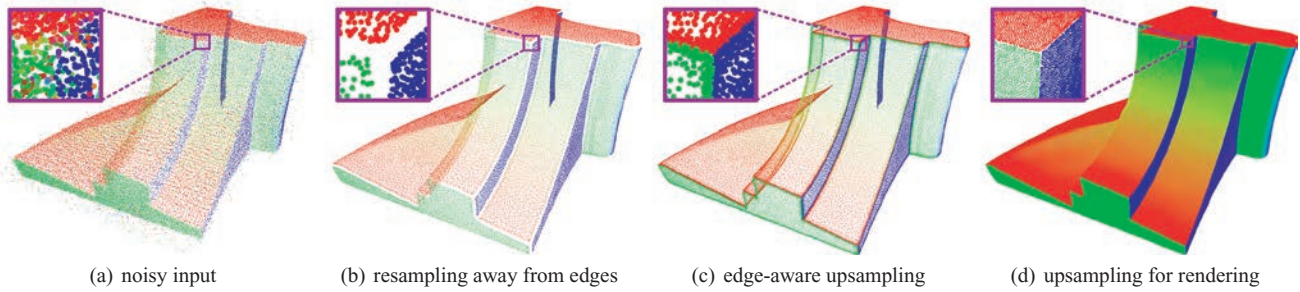 (a) noisy input
(b) resampling away from edges
(c) edge-aware upsampling
(d) upsampling for rendering